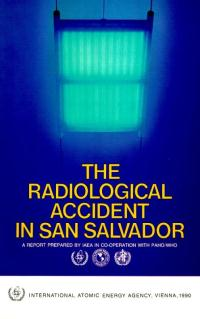 THE
RADIOLOGICAL
ACCIDENT
IN SAN SALVADOR
A REPORT PREPARED BY IAEA IN CO-OPERATION WITH PAHO/WHO
INTERNATIONAL ATOMIC ENERGY AGENCY, VIENNA, 1990